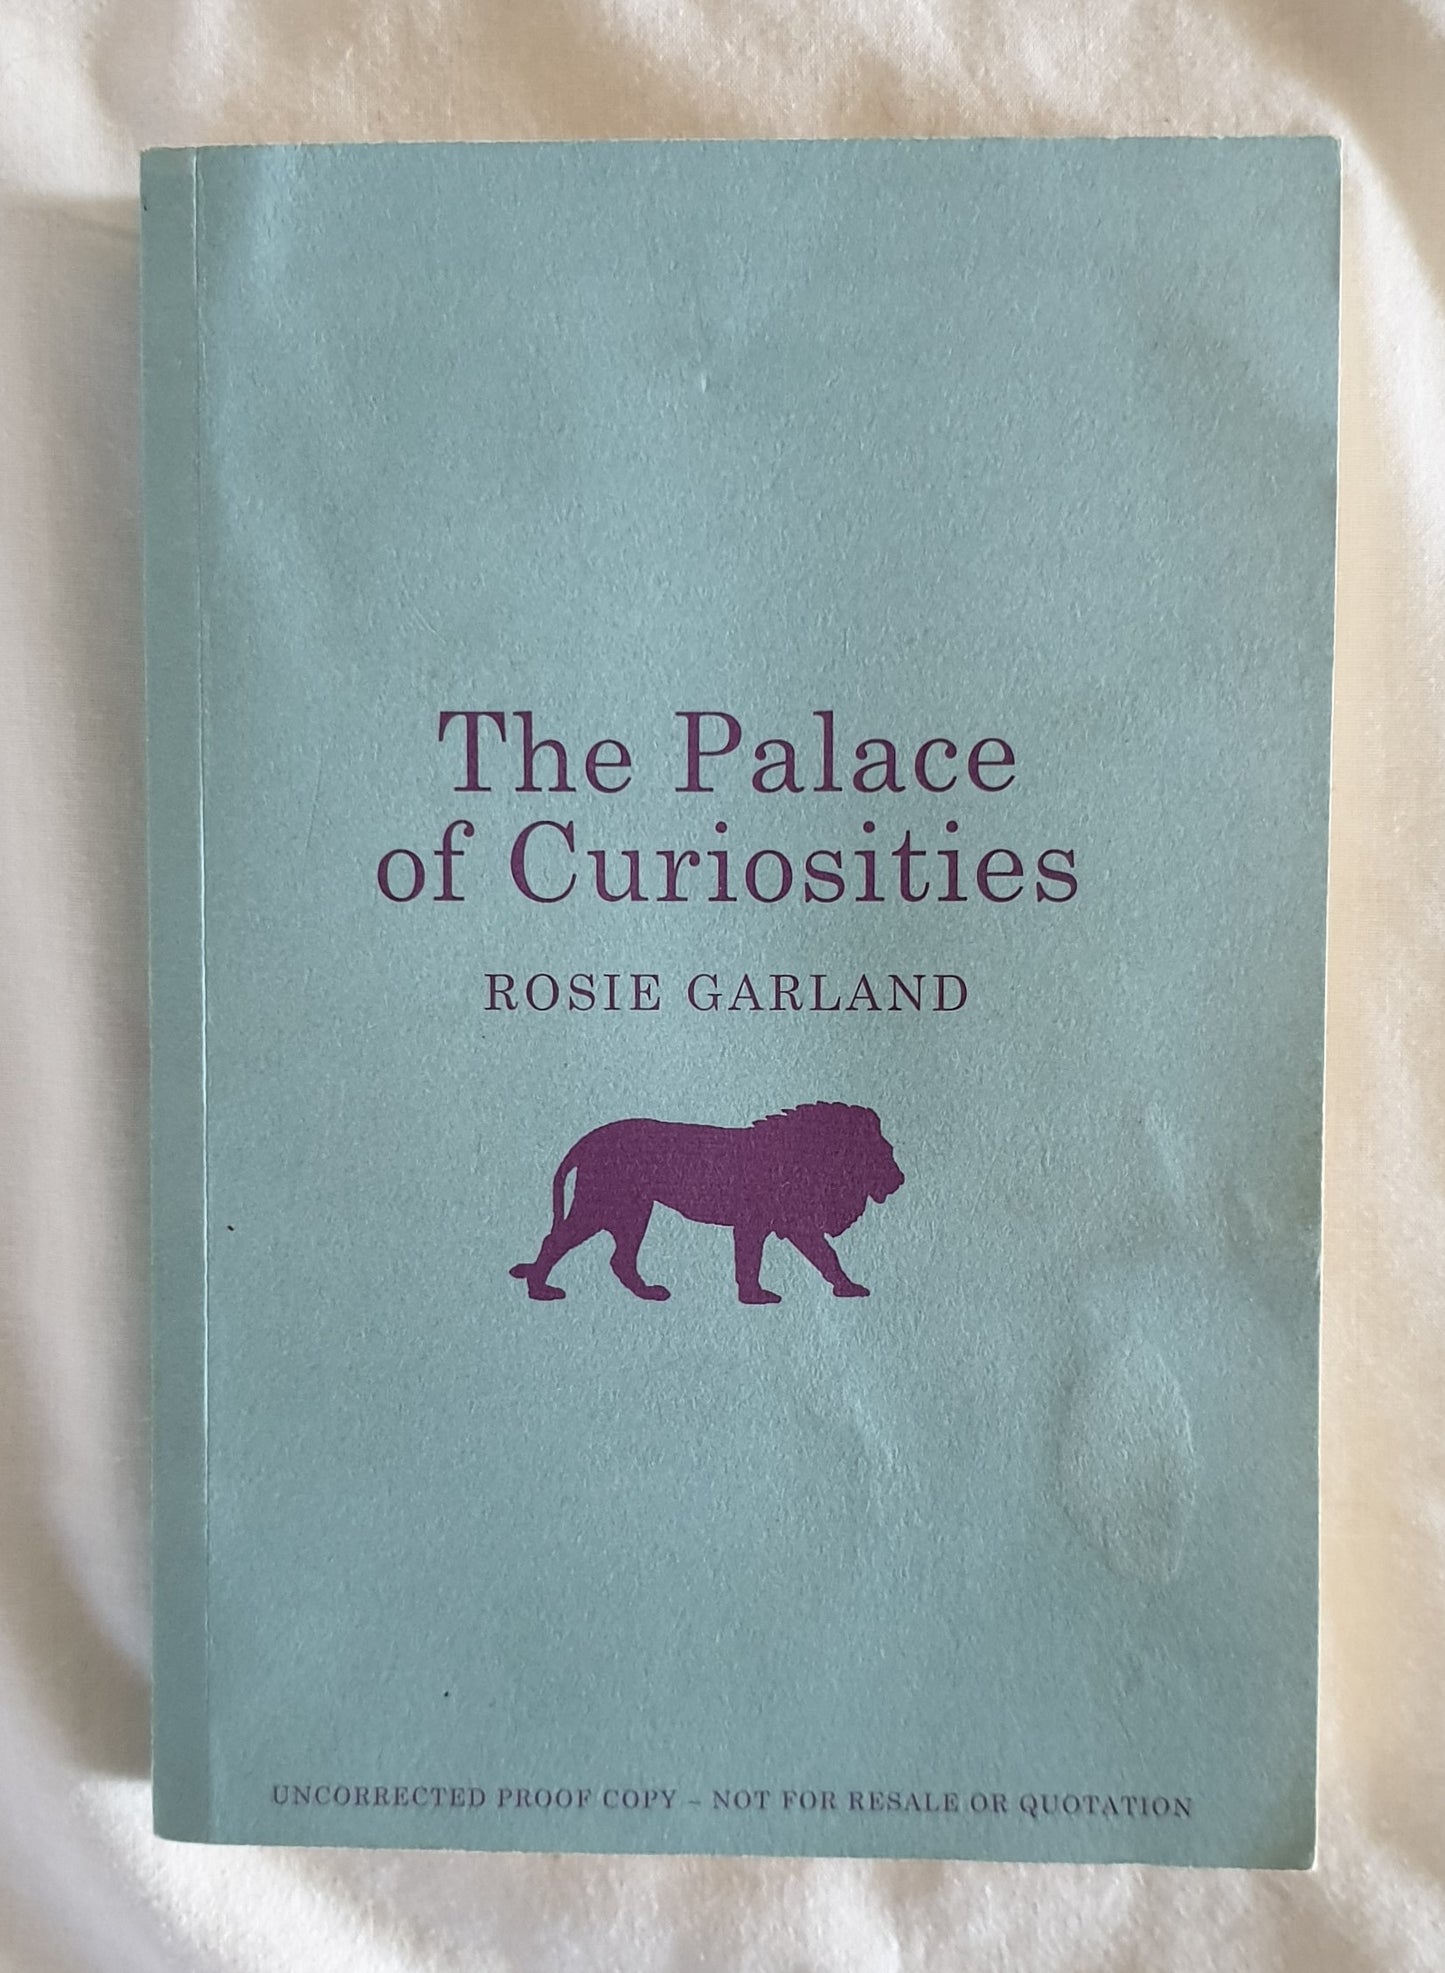 The Palace
of Curiosities
ROSIE GARLAND
UNCORRECTED PROOF COPY – NOT FOR RESALE OR QUOTATION